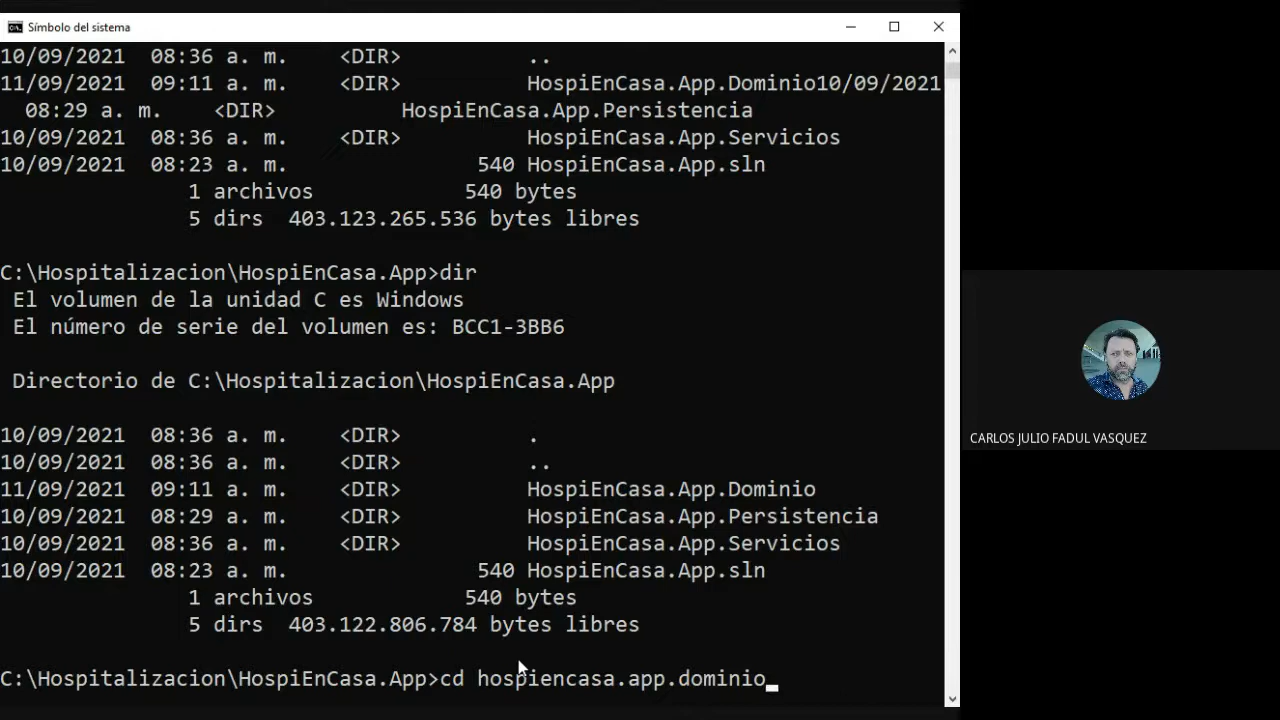 Símbolo del sistema
10/09/2021  08:36 a. m.    <DIR>          ..
11/09/2021  09:11 a. m.    <DIR>          HospiEnCasa.App.Dominio10/09/2021
  08:29 a. m.    <DIR>          HospiEnCasa.App.Persistencia
10/09/2021  08:36 a. m.    <DIR>          HospiEnCasa.App.Servicios
10/09/2021  08:23 a. m.               540 HospiEnCasa.App.sln
               1 archivos            540 bytes
               5 dirs  403.123.265.536 bytes libres
C:\Hospitalizacion\HospiEnCasa.App>dir
 El volumen de la unidad C es Windows
 El número de serie del volumen es: BCC1-3BB6
 Directorio de C:\Hospitalizacion\HospiEnCasa.App
10/09/2021  08:36 a. m.    <DIR>          .
10/09/2021  08:36 a. m.    <DIR>          ..
11/09/2021  09:11 a. m.    <DIR>          HospiEnCasa.App.Dominio
10/09/2021  08:29 a. m.    <DIR>          HospiEnCasa.App.Persistencia
10/09/2021  08:36 a. m.    <DIR>          HospiEnCasa.App.Servicios
10/09/2021  08:23 a. m.               540 HospiEnCasa.App.sln
               1 archivos            540 bytes
               5 dirs  403.122.806.784 bytes libres
C:\Hospitalizacion\HospiEnCasa.App>cd hospiencasa.app.dominio
CARLOS JULIO FADUL VASQUEZ